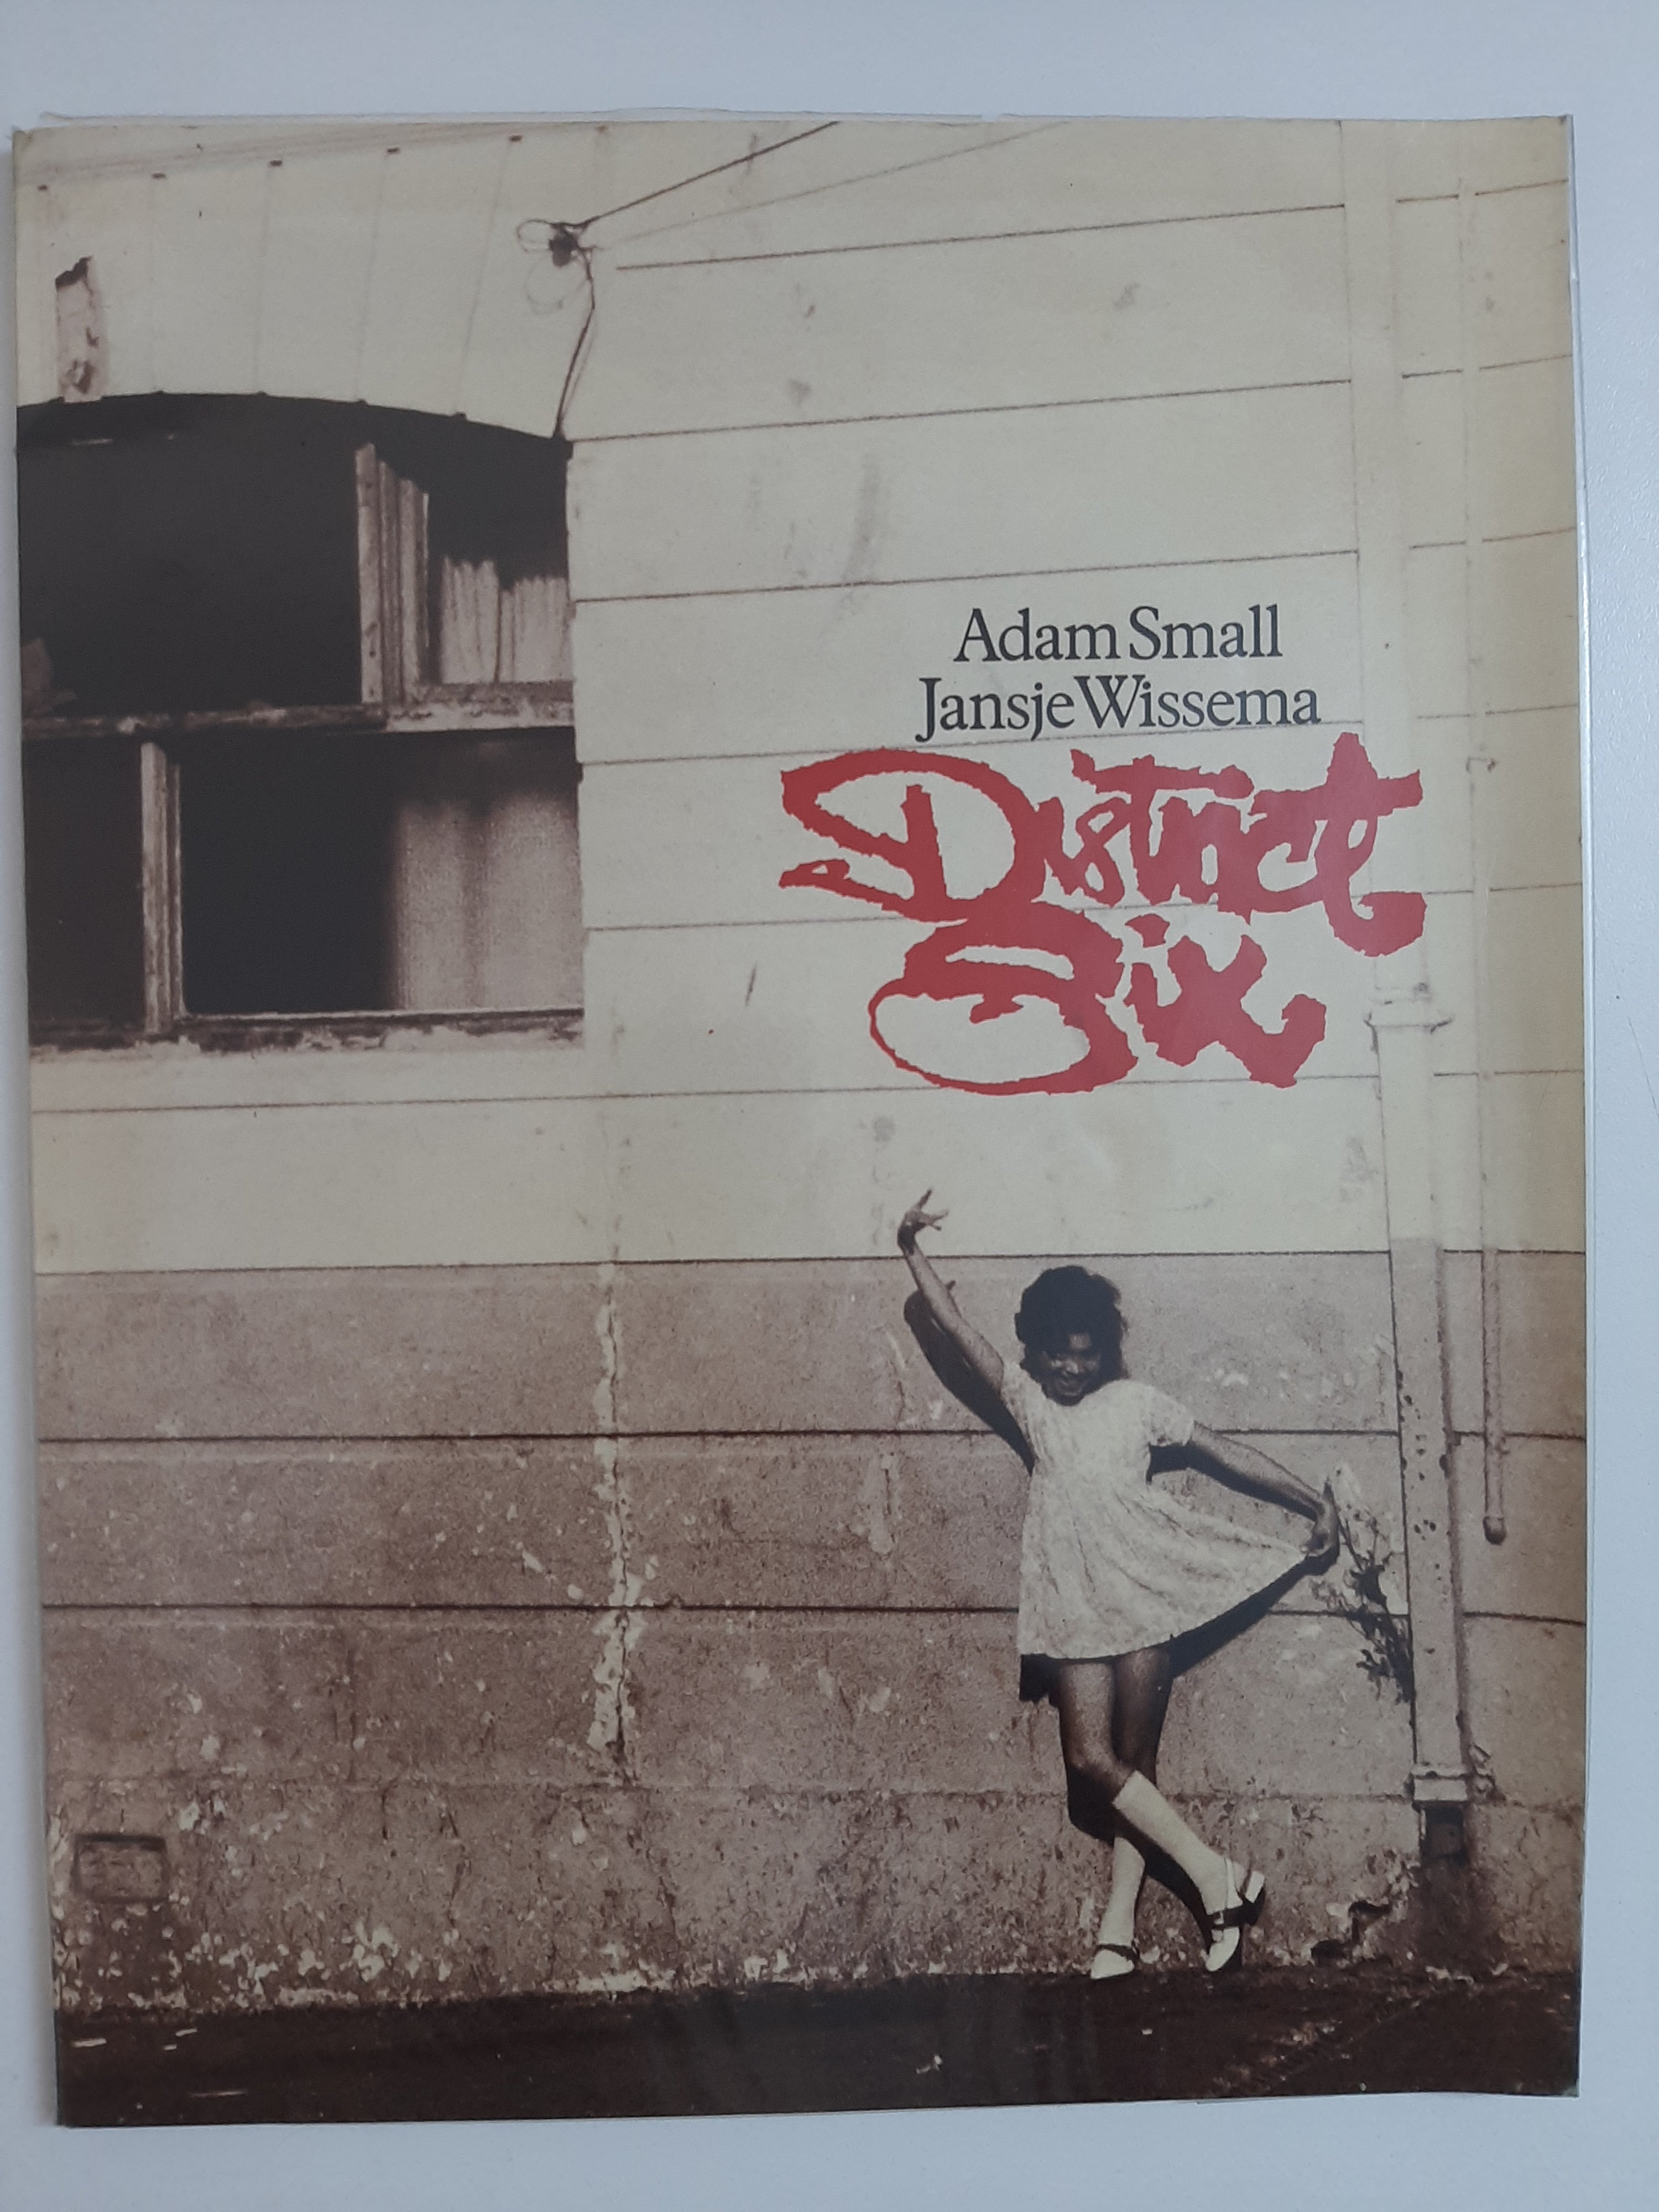 Adam Small
Jansje Wissema
District
Six